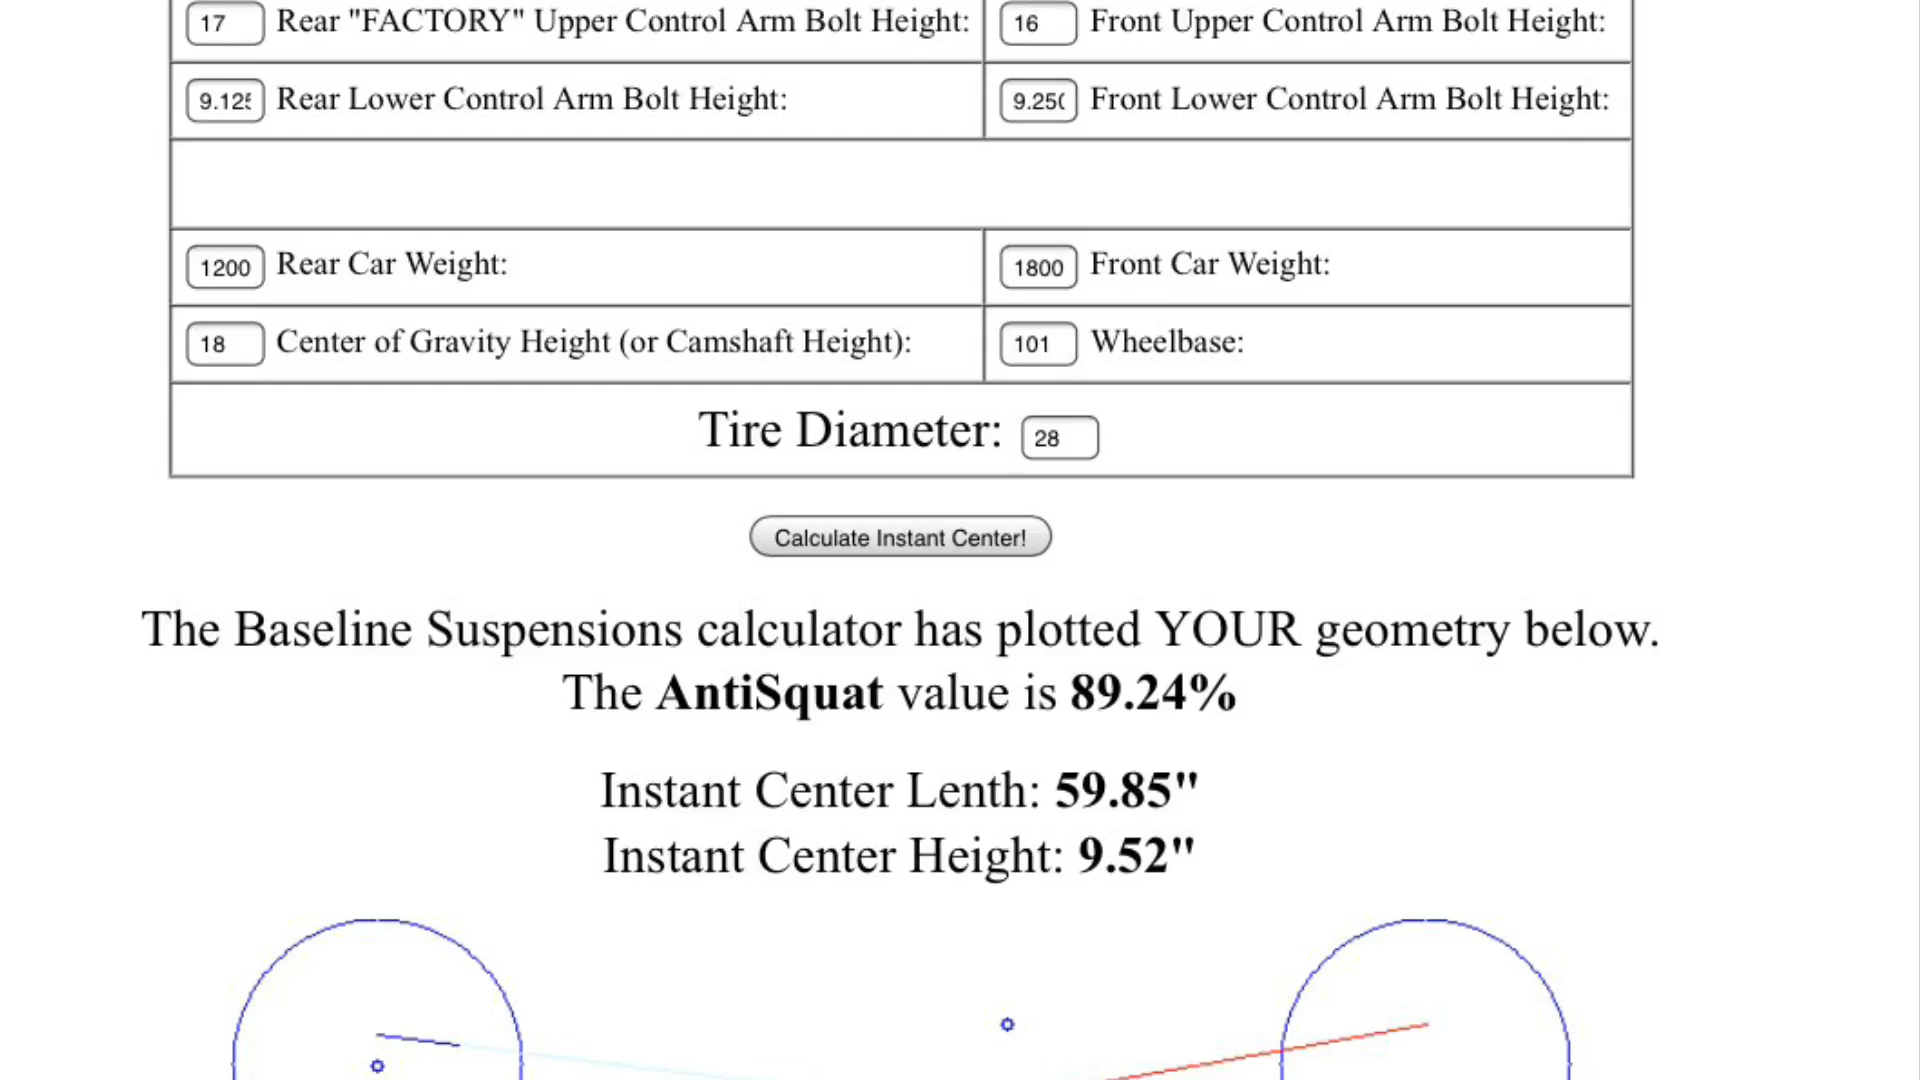 17 Rear "FACTORY" Upper Control Arm Bolt Height: 16 Front Upper Control Arm Bolt Height:
9.125 Rear Lower Control Arm Bolt Height: 9.250 Front Lower Control Arm Bolt Height:
1200 Rear Car Weight: 1800 Front Car Weight:
18 Center of Gravity Height (or Camshaft Height): 101 Wheelbase:
Tire Diameter: 28
Calculate Instant Center!
The Baseline Suspensions calculator has plotted YOUR geometry below.
The AntiSquat value is 89.24%
Instant Center Lenth: 59.85"
Instant Center Height: 9.52"